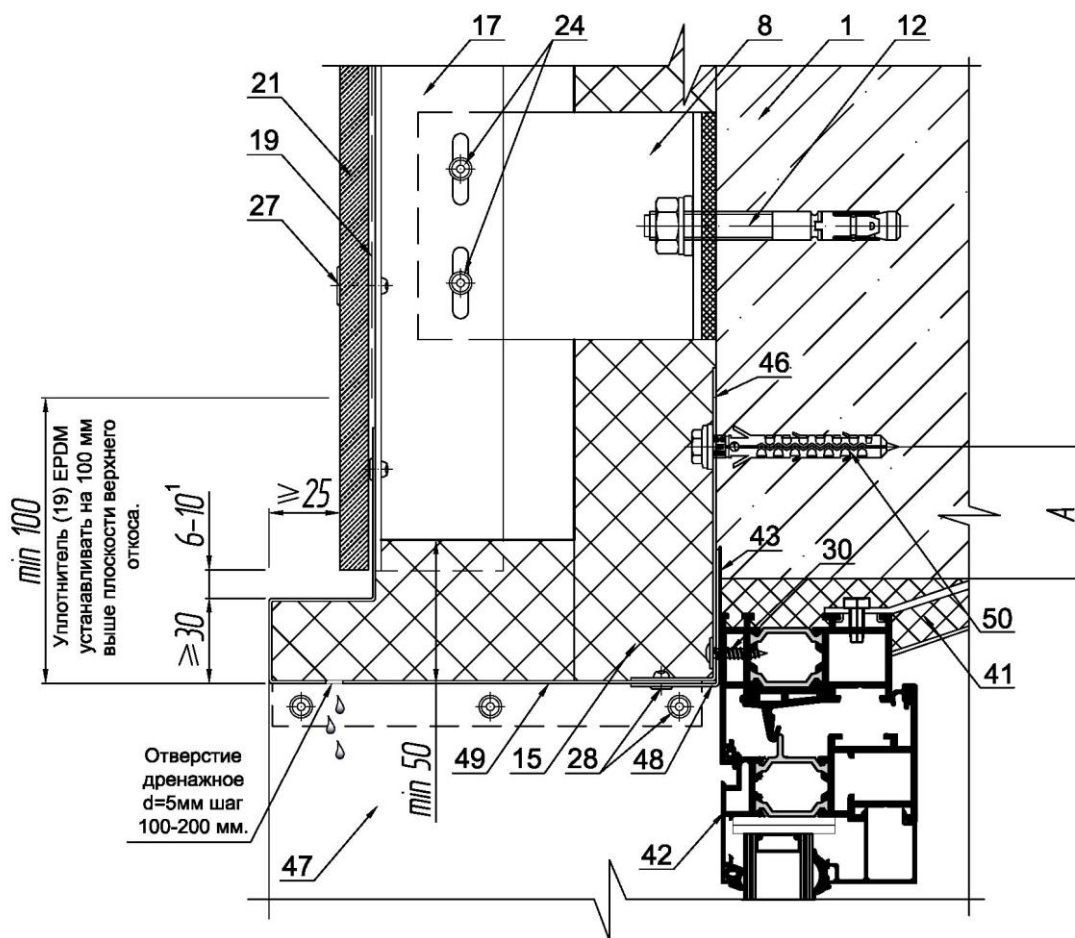 17
24
8
1
12
21
19
27
46
min 100
Уплотнитель (19) EPDM
устанавливать на 100 мм
выше плоскости верхнего
откоса.
≥25
6-10¹
≥30
43
30
A
50
41
Отверстие
дренажное
d=5мм шаг
100-200 мм.
min 50
49
15
28
48
47
42